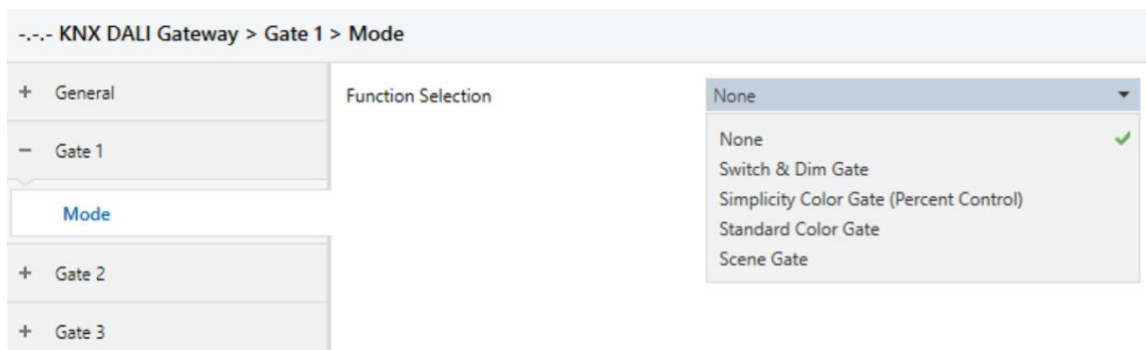 -.-.- KNX DALI Gateway > Gate 1 > Mode
+ General
− Gate 1
Mode
+ Gate 2
+ Gate 3
Function Selection
None
None
Switch & Dim Gate
Simplicity Color Gate (Percent Control)
Standard Color Gate
Scene Gate